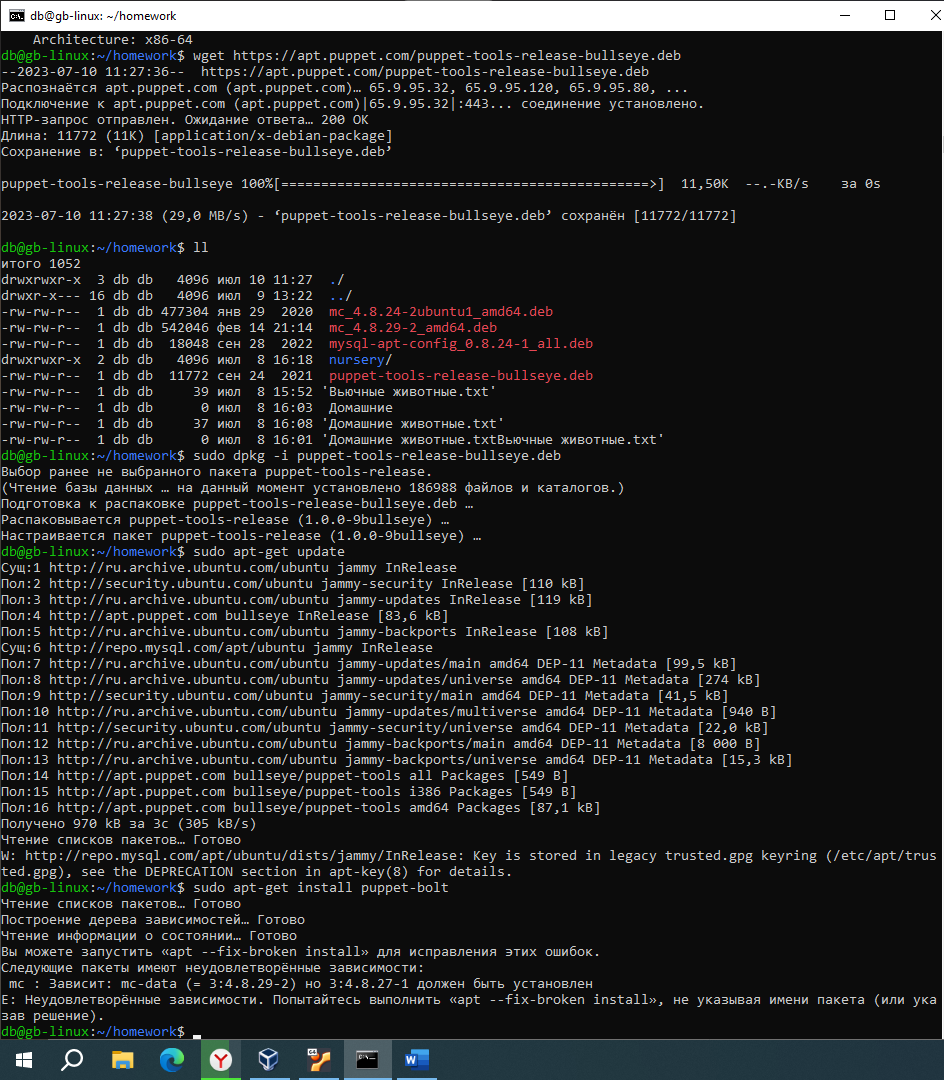 db@gb-linux: ~/homework
    Architecture: x86-64
db@gb-linux:~/homework$ wget https://apt.puppet.com/puppet-tools-release-bullseye.deb
--2023-07-10 11:27:36--  https://apt.puppet.com/puppet-tools-release-bullseye.deb
Распознаётся apt.puppet.com (apt.puppet.com)… 65.9.95.32, 65.9.95.120, 65.9.95.80, ...
Подключение к apt.puppet.com (apt.puppet.com)|65.9.95.32|:443... соединение установлено.
HTTP-запрос отправлен. Ожидание ответа… 200 OK
Длина: 11772 (11K) [application/x-debian-package]
Сохранение в: ‘puppet-tools-release-bullseye.deb’
puppet-tools-release-bullseye 100%[==============================================>]  11,50K  --.-KB/s    за 0s
2023-07-10 11:27:38 (29,0 MB/s) - ‘puppet-tools-release-bullseye.deb’ сохранён [11772/11772]
db@gb-linux:~/homework$ ll
итого 1052
drwxrwxr-x  3 db db   4096 июл 10 11:27  ./
drwxr-x--- 16 db db   4096 июл  9 13:22  ../
-rw-rw-r--  1 db db 477304 янв 29  2020  mc_4.8.24-2ubuntu1_amd64.deb
-rw-rw-r--  1 db db 542046 фев 14 21:14  mc_4.8.29-2_amd64.deb
-rw-rw-r--  1 db db  18048 сен 28  2022  mysql-apt-config_0.8.24-1_all.deb
drwxrwxr-x  2 db db   4096 июл  8 16:18  nursery/
-rw-rw-r--  1 db db  11772 сен 24  2021  puppet-tools-release-bullseye.deb
-rw-rw-r--  1 db db     39 июл  8 15:52 'Вьючные животные.txt'
-rw-rw-r--  1 db db      0 июл  8 16:03  Домашние
-rw-rw-r--  1 db db     37 июл  8 16:08 'Домашние животные.txt'
-rw-rw-r--  1 db db      0 июл  8 16:01 'Домашние животные.txtВьючные животные.txt'
db@gb-linux:~/homework$ sudo dpkg -i puppet-tools-release-bullseye.deb
Выбор ранее не выбранного пакета puppet-tools-release.
(Чтение базы данных … на данный момент установлено 186988 файлов и каталогов.)
Подготовка к распаковке puppet-tools-release-bullseye.deb …
Распаковывается puppet-tools-release (1.0.0-9bullseye) …
Настраивается пакет puppet-tools-release (1.0.0-9bullseye) …
db@gb-linux:~/homework$ sudo apt-get update
Сущ:1 http://ru.archive.ubuntu.com/ubuntu jammy InRelease
Пол:2 http://security.ubuntu.com/ubuntu jammy-security InRelease [110 kB]
Пол:3 http://ru.archive.ubuntu.com/ubuntu jammy-updates InRelease [119 kB]
Пол:4 http://apt.puppet.com bullseye InRelease [83,6 kB]
Пол:5 http://ru.archive.ubuntu.com/ubuntu jammy-backports InRelease [108 kB]
Сущ:6 http://repo.mysql.com/apt/ubuntu jammy InRelease
Пол:7 http://ru.archive.ubuntu.com/ubuntu jammy-updates/main amd64 DEP-11 Metadata [99,5 kB]
Пол:8 http://ru.archive.ubuntu.com/ubuntu jammy-updates/universe amd64 DEP-11 Metadata [274 kB]
Пол:9 http://security.ubuntu.com/ubuntu jammy-security/main amd64 DEP-11 Metadata [41,5 kB]
Пол:10 http://ru.archive.ubuntu.com/ubuntu jammy-updates/multiverse amd64 DEP-11 Metadata [940 B]
Пол:11 http://security.ubuntu.com/ubuntu jammy-security/universe amd64 DEP-11 Metadata [22,0 kB]
Пол:12 http://ru.archive.ubuntu.com/ubuntu jammy-backports/main amd64 DEP-11 Metadata [8 000 B]
Пол:13 http://ru.archive.ubuntu.com/ubuntu jammy-backports/universe amd64 DEP-11 Metadata [15,3 kB]
Пол:14 http://apt.puppet.com bullseye/puppet-tools all Packages [549 B]
Пол:15 http://apt.puppet.com bullseye/puppet-tools i386 Packages [549 B]
Пол:16 http://apt.puppet.com bullseye/puppet-tools amd64 Packages [87,1 kB]
Получено 970 kB за 3с (305 kB/s)
Чтение списков пакетов… Готово
W: http://repo.mysql.com/apt/ubuntu/dists/jammy/InRelease: Key is stored in legacy trusted.gpg keyring (/etc/apt/trus
ted.gpg), see the DEPRECATION section in apt-key(8) for details.
db@gb-linux:~/homework$ sudo apt-get install puppet-bolt
Чтение списков пакетов… Готово
Построение дерева зависимостей… Готово
Чтение информации о состоянии… Готово
Вы можете запустить «apt --fix-broken install» для исправления этих ошибок.
Следующие пакеты имеют неудовлетворённые зависимости:
 mc : Зависит: mc-data (= 3:4.8.29-2) но 3:4.8.27-1 должен быть установлен
E: Неудовлетворённые зависимости. Попытайтесь выполнить «apt --fix-broken install», не указывая имени пакета (или ука
зав решение).
db@gb-linux:~/homework$